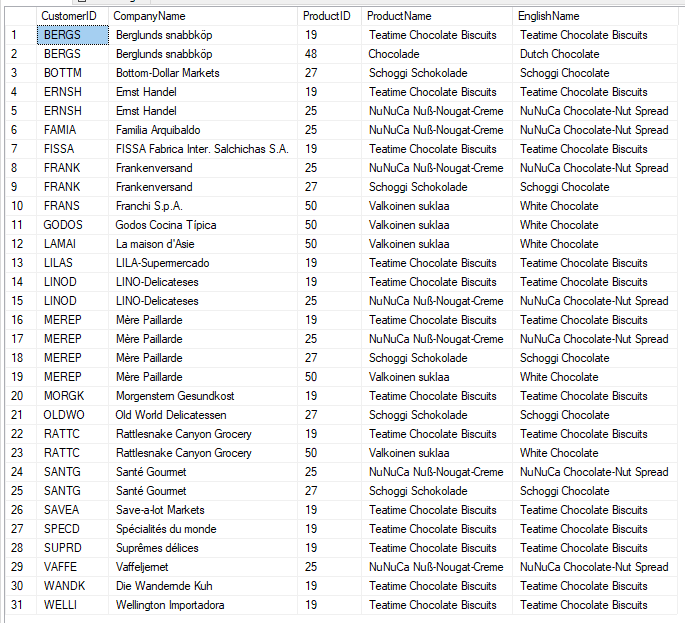 CustomerID CompanyName ProductID ProductName EnglishName
1 BERGS Berglunds snabbköp 19 Teatime Chocolate Biscuits Teatime Chocolate Biscuits
2 BERGS Berglunds snabbköp 48 Chocolade Dutch Chocolate
3 BOTTM Bottom-Dollar Markets 27 Schoggi Schokolade Schoggi Chocolate
4 ERNSH Ernst Handel 19 Teatime Chocolate Biscuits Teatime Chocolate Biscuits
5 ERNSH Ernst Handel 25 NuNuCa Nuß-Nougat-Creme NuNuCa Chocolate-Nut Spread
6 FAMIA Familia Arquibaldo 25 NuNuCa Nuß-Nougat-Creme NuNuCa Chocolate-Nut Spread
7 FISSA FISSA Fabrica Inter. Salchichas S.A. 19 Teatime Chocolate Biscuits Teatime Chocolate Biscuits
8 FRANK Frankenversand 25 NuNuCa Nuß-Nougat-Creme NuNuCa Chocolate-Nut Spread
9 FRANK Frankenversand 27 Schoggi Schokolade Schoggi Chocolate
10 FRANS Franchi S.p.A. 50 Valkoinen suklaa White Chocolate
11 GODOS Godos Cocina Típica 50 Valkoinen suklaa White Chocolate
12 LAMAI La maison d'Asie 50 Valkoinen suklaa White Chocolate
13 LILAS LILA-Supermercado 19 Teatime Chocolate Biscuits Teatime Chocolate Biscuits
14 LINOD LINO-Delicateses 19 Teatime Chocolate Biscuits Teatime Chocolate Biscuits
15 LINOD LINO-Delicateses 25 NuNuCa Nuß-Nougat-Creme NuNuCa Chocolate-Nut Spread
16 MEREP Mère Paillarde 19 Teatime Chocolate Biscuits Teatime Chocolate Biscuits
17 MEREP Mère Paillarde 25 NuNuCa Nuß-Nougat-Creme NuNuCa Chocolate-Nut Spread
18 MEREP Mère Paillarde 27 Schoggi Schokolade Schoggi Chocolate
19 MEREP Mère Paillarde 50 Valkoinen suklaa White Chocolate
20 MORGK Morgenstern Gesundkost 19 Teatime Chocolate Biscuits Teatime Chocolate Biscuits
21 OLDWO Old World Delicatessen 27 Schoggi Schokolade Schoggi Chocolate
22 RATTC Rattlesnake Canyon Grocery 19 Teatime Chocolate Biscuits Teatime Chocolate Biscuits
23 RATTC Rattlesnake Canyon Grocery 50 Valkoinen suklaa White Chocolate
24 SANTG Santé Gourmet 25 NuNuCa Nuß-Nougat-Creme NuNuCa Chocolate-Nut Spread
25 SANTG Santé Gourmet 27 Schoggi Schokolade Schoggi Chocolate
26 SAVEA Save-a-lot Markets 19 Teatime Chocolate Biscuits Teatime Chocolate Biscuits
27 SPECD Spécialités du monde 19 Teatime Chocolate Biscuits Teatime Chocolate Biscuits
28 SUPRD Suprêmes délices 19 Teatime Chocolate Biscuits Teatime Chocolate Biscuits
29 VAFFE Vaffeljernet 25 NuNuCa Nuß-Nougat-Creme NuNuCa Chocolate-Nut Spread
30 WANDK Die Wandernde Kuh 19 Teatime Chocolate Biscuits Teatime Chocolate Biscuits
31 WELLI Wellington Importadora 19 Teatime Chocolate Biscuits Teatime Chocolate Biscuits